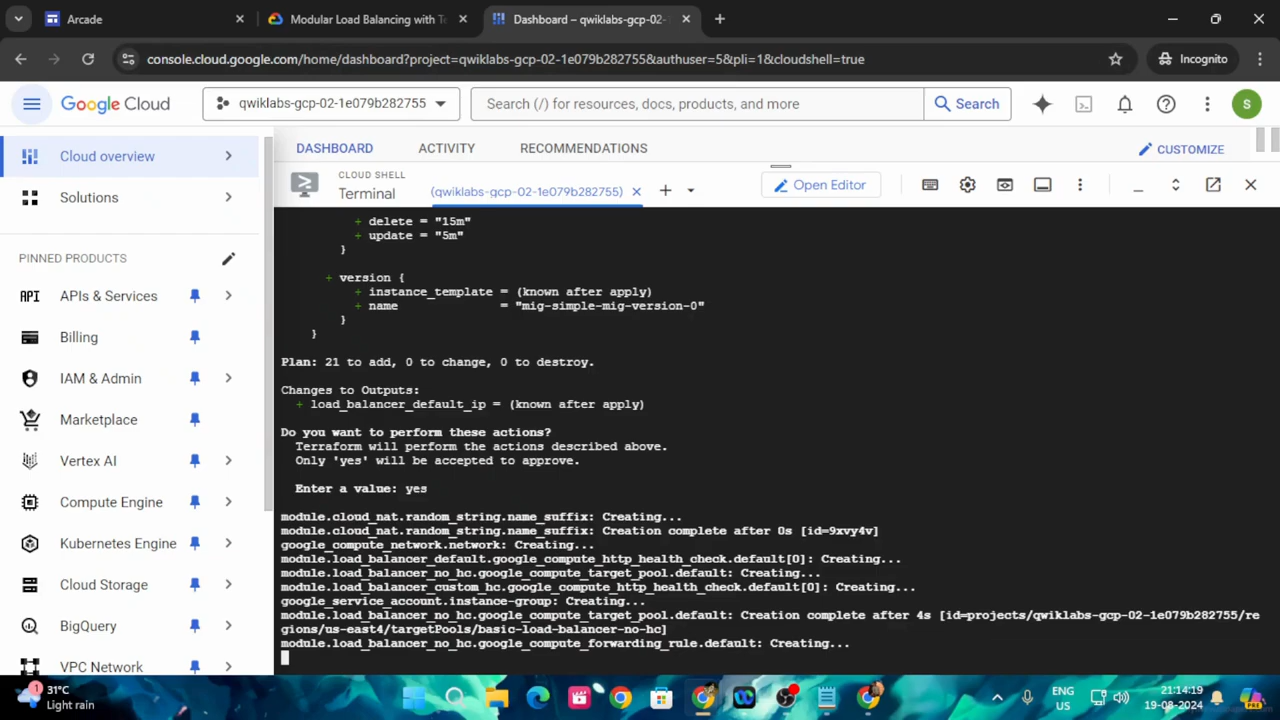 Arcade
Modular Load Balancing with Te
Dashboard – qwiklabs-gcp-02-
console.cloud.google.com/home/dashboard?project=qwiklabs-gcp-02-1e079b282755&authuser=5&pli=1&cloudshell=true
Incognito
Google Cloud
qwiklabs-gcp-02-1e079b282755
Search (/) for resources, docs, products, and more
Search
S
Cloud overview
Solutions
PINNED PRODUCTS
API APIs & Services
Billing
IAM & Admin
Marketplace
Vertex AI
Compute Engine
Kubernetes Engine
Cloud Storage
BigQuery
VPC Network
DASHBOARD
ACTIVITY
RECOMMENDATIONS
CUSTOMIZE
CLOUD SHELL
Terminal
(qwiklabs-gcp-02-1e079b282755)
Open Editor
+ delete = "15m"
+ update = "5m"
}
+ version {
+ instance_template = (known after apply)
+ name = "mig-simple-mig-version-0"
}
}
Plan: 21 to add, 0 to change, 0 to destroy.
Changes to Outputs:
+ load_balancer_default_ip = (known after apply)
Do you want to perform these actions?
Terraform will perform the actions described above.
Only 'yes' will be accepted to approve.
Enter a value: yes
module.cloud_nat.random_string.name_suffix: Creating...
module.cloud_nat.random_string.name_suffix: Creation complete after 0s [id=9xvy4v]
google_compute_network.network: Creating...
module.load_balancer_default.google_compute_http_health_check.default[0]: Creating...
module.load_balancer_no_hc.google_compute_target_pool.default: Creating...
module.load_balancer_custom_hc.google_compute_http_health_check.default[0]: Creating...
google_service_account.instance-group: Creating...
module.load_balancer_no_hc.google_compute_target_pool.default: Creation complete after 4s [id=projects/qwiklabs-gcp-02-1e079b282755/re
gions/us-east4/targetPools/basic-load-balancer-no-hc]
module.load_balancer_no_hc.google_compute_forwarding_rule.default: Creating...
1
31°C
Light rain
ENG
US
21:14:19
19-08-2024
PRE